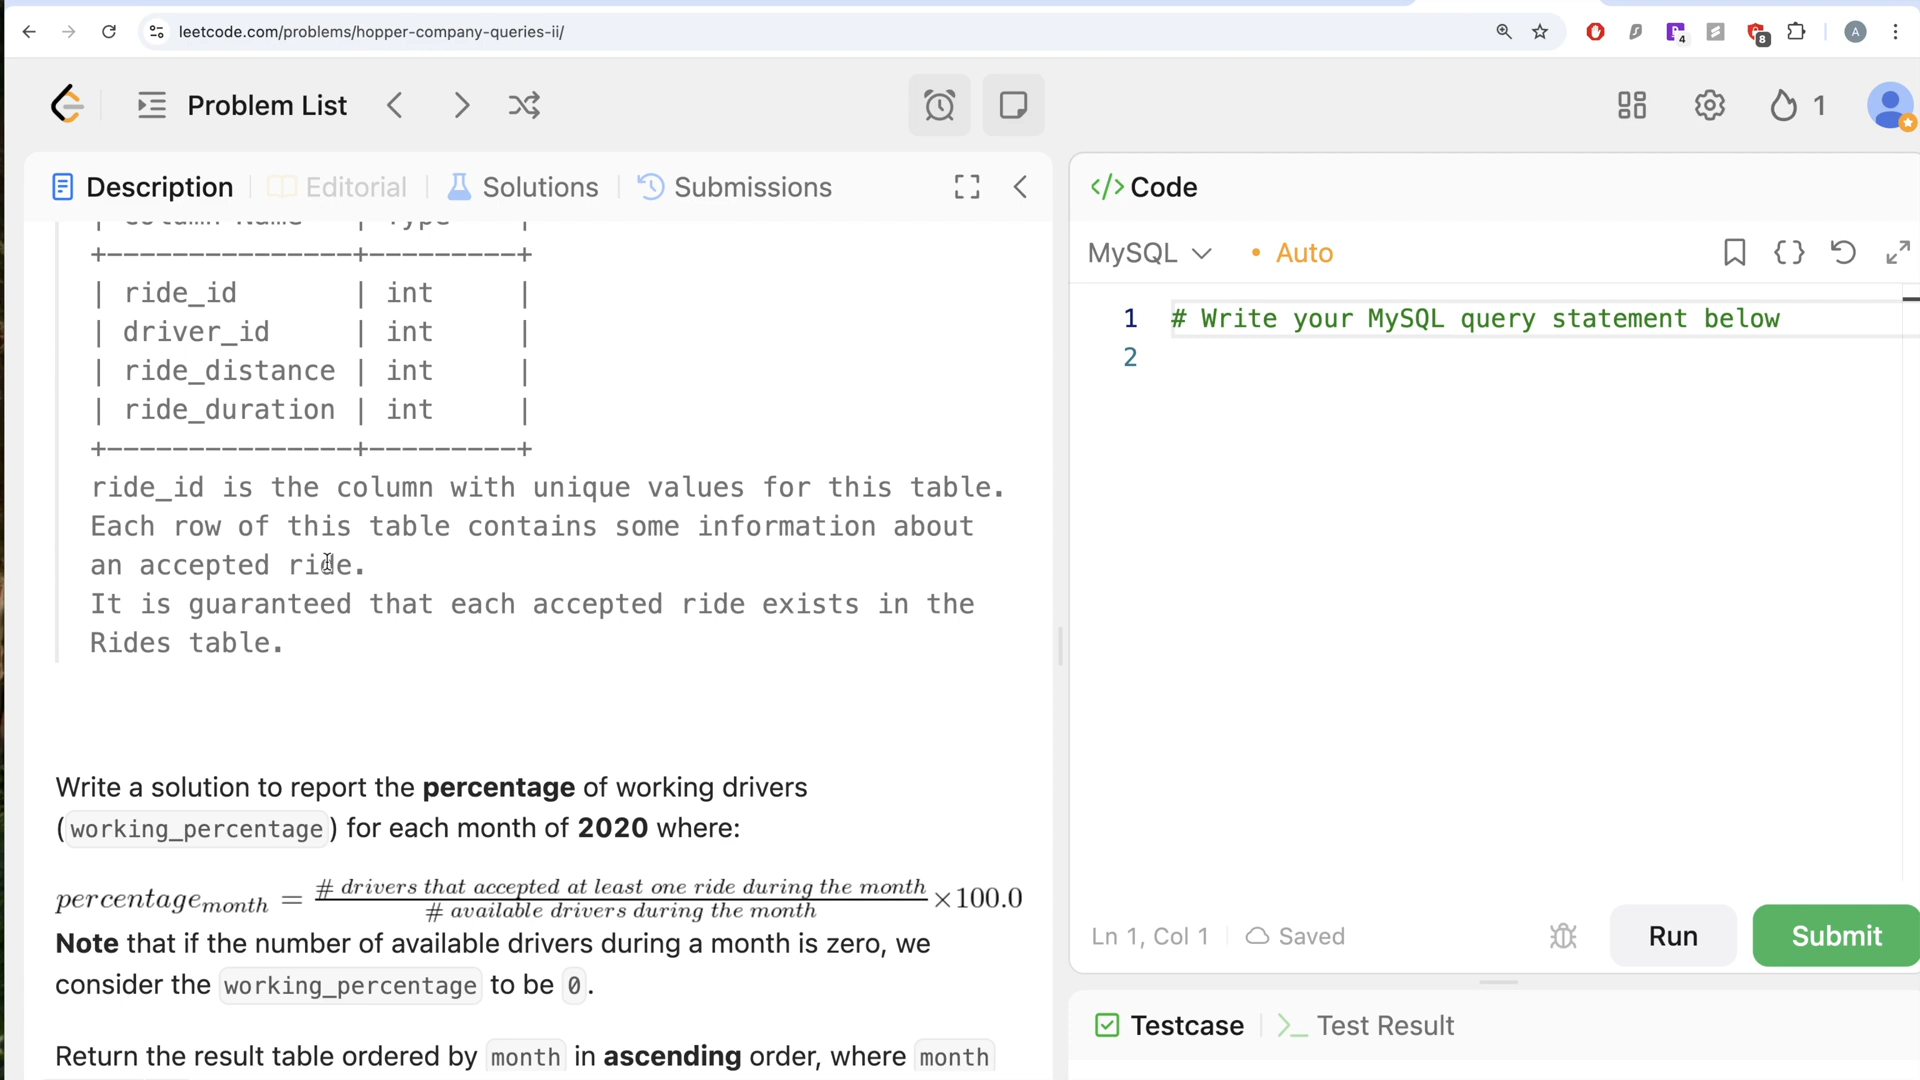 leetcode.com/problems/hopper-company-queries-ii/
4
8
A
Problem List
1
Description
Editorial
Solutions
Submissions
</> Code
| Column Name | Type |
+---------------+---------+
| ride_id | int |
| driver_id | int |
| ride_distance | int |
| ride_duration | int |
+---------------+---------+
ride_id is the column with unique values for this table.
Each row of this table contains some information about
an accepted ride.
It is guaranteed that each accepted ride exists in the
Rides table.
Write a solution to report the percentage of working drivers
(working_percentage) for each month of 2020 where:
percentage_month = # drivers that accepted at least one ride during the month / # available drivers during the month ×100.0
Note that if the number of available drivers during a month is zero, we
consider the working_percentage to be 0.
Return the result table ordered by month in ascending order, where month
MySQL
• Auto
1 # Write your MySQL query statement below
2
Ln 1, Col 1
Saved
Run
Submit
Testcase
>_ Test Result